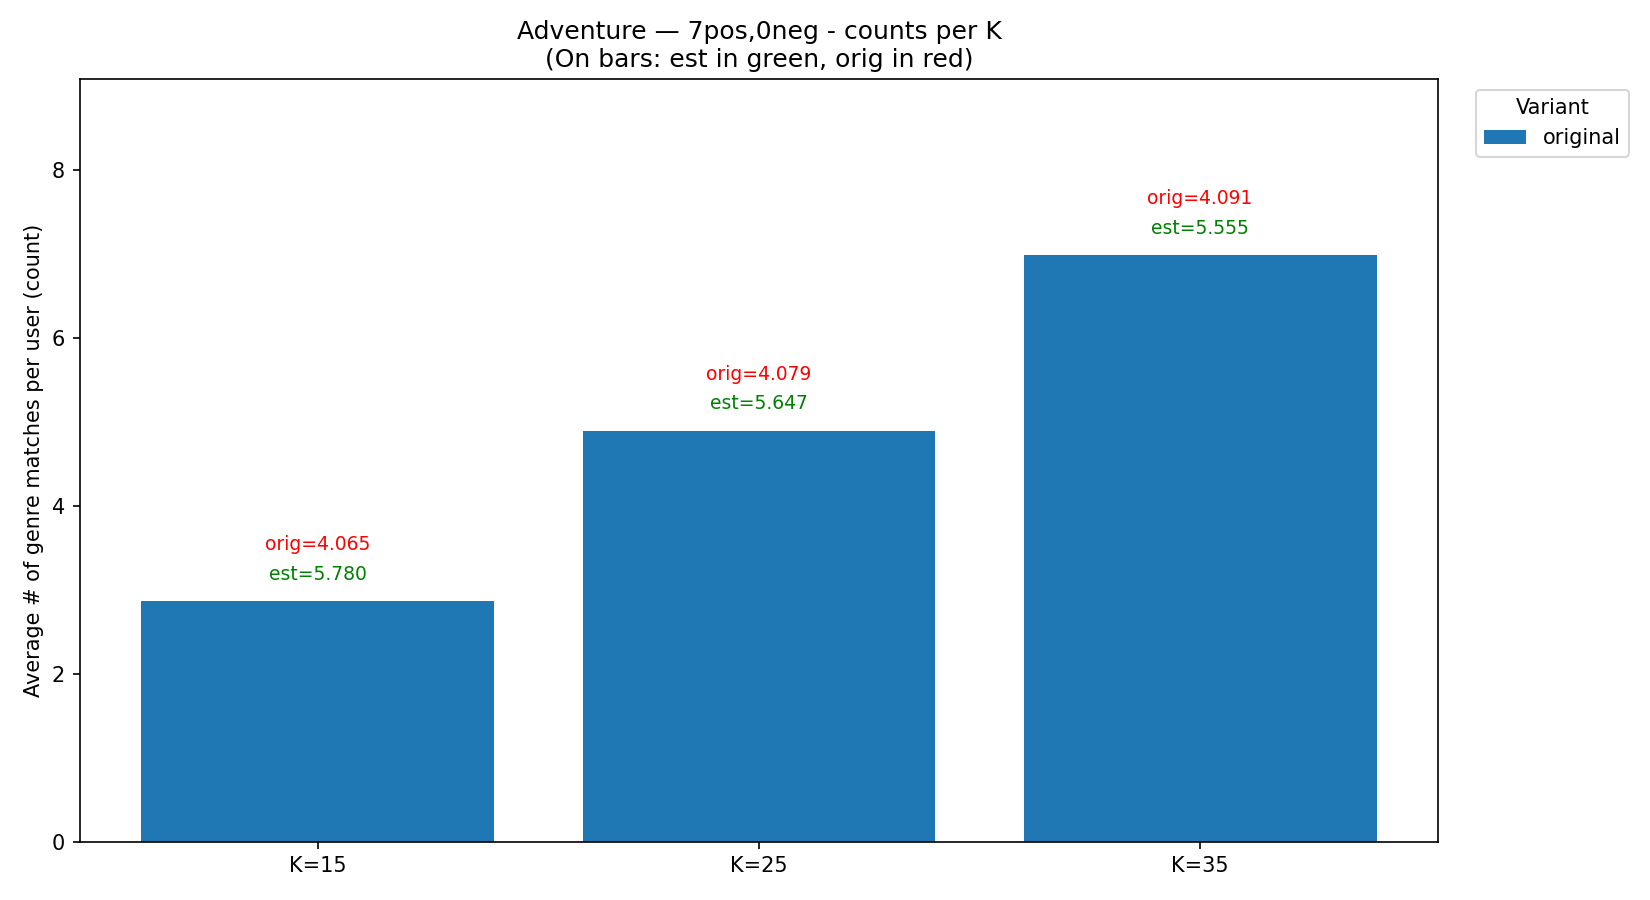 Adventure — 7pos,0neg - counts per K
(On bars: est in green, orig in red)
Variant
original
Average # of genre matches per user (count)
8
6
4
2
0
orig=4.065
est=5.780
orig=4.079
est=5.647
orig=4.091
est=5.555
K=15
K=25
K=35